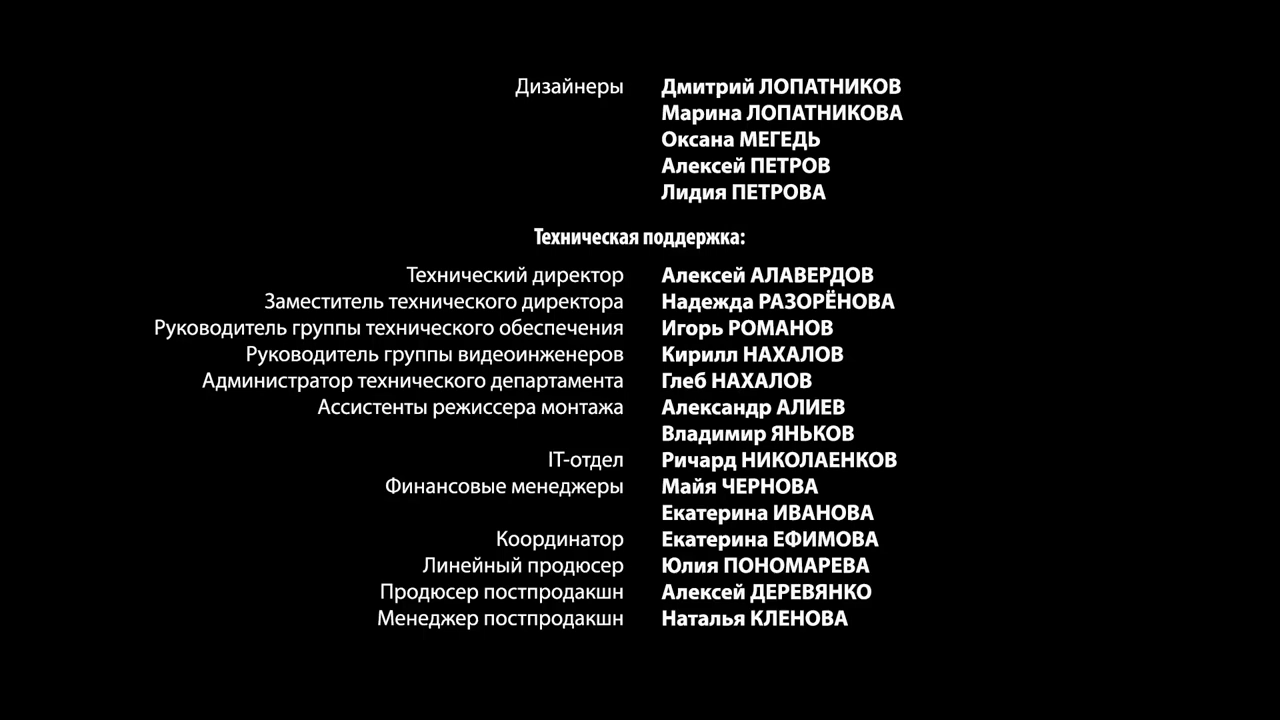 Дизайнеры Дмитрий ЛОПАТНИКОВ
Марина ЛОПАТНИКОВА
Оксана МЕГЕДЬ
Алексей ПЕТРОВ
Лидия ПЕТРОВА
Техническая поддержка:
Технический директор Алексей АЛАВЕРДОВ
Заместитель технического директора Надежда РАЗОРЁНОВА
Руководитель группы технического обеспечения Игорь РОМАНОВ
Руководитель группы видеоинженеров Кирилл НАХАЛОВ
Администратор технического департамента Глеб НАХАЛОВ
Ассистенты режиссера монтажа Александр АЛИЕВ
Владимир ЯНЬКОВ
IT-отдел Ричард НИКОЛАЕНКОВ
Финансовые менеджеры Майя ЧЕРНОВА
Екатерина ИВАНОВА
Координатор Екатерина ЕФИМОВА
Линейный продюсер Юлия ПОНОМАРЕВА
Продюсер постпродакшн Алексей ДЕРЕВЯНКО
Менеджер постпродакшн Наталья КЛЕНОВА